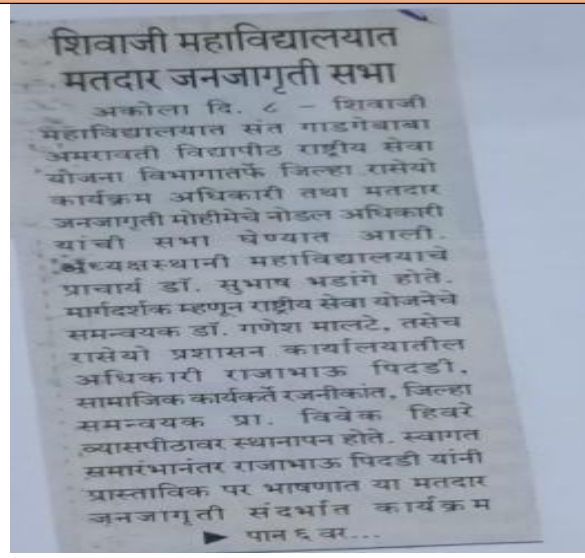 शिवाजी महाविद्यालयात
मतदार जनजागृती सभा
अकोला दि. ८ – शिवाजी
महाविद्यालयात संत गाडगेबाबा
अमरावती विद्यापीठ राष्ट्रीय सेवा
योजना विभागातर्फे जिल्हा रासेयो
कार्यक्रम अधिकारी तथा मतदार
जनजागृती मोहीमेचे नोडल अधिकारी
यांची सभा घेण्यात आली.
अध्यक्षस्थानी महाविद्यालयाचे
प्राचार्य डॉ. सुभाष भडांगे होते.
मार्गदर्शक म्हणून राष्ट्रीय सेवा योजनेचे
समन्वयक डॉ. गणेश मालटे, तसेच
रासेयो प्रशासन कार्यालयातील
अधिकारी राजाभाऊ पिदडी,
सामाजिक कार्यकर्ते रजनीकांत, जिल्हा
समन्वयक प्रा. विवेक हिवरे
व्यासपीठावर स्थानापन होते. स्वागत
समारंभानंतर राजाभाऊ पिदडी यांनी
प्रास्ताविक पर भाषणात या मतदार
जनजागृती संदर्भात कार्यक्रम
► पान ६ वर...